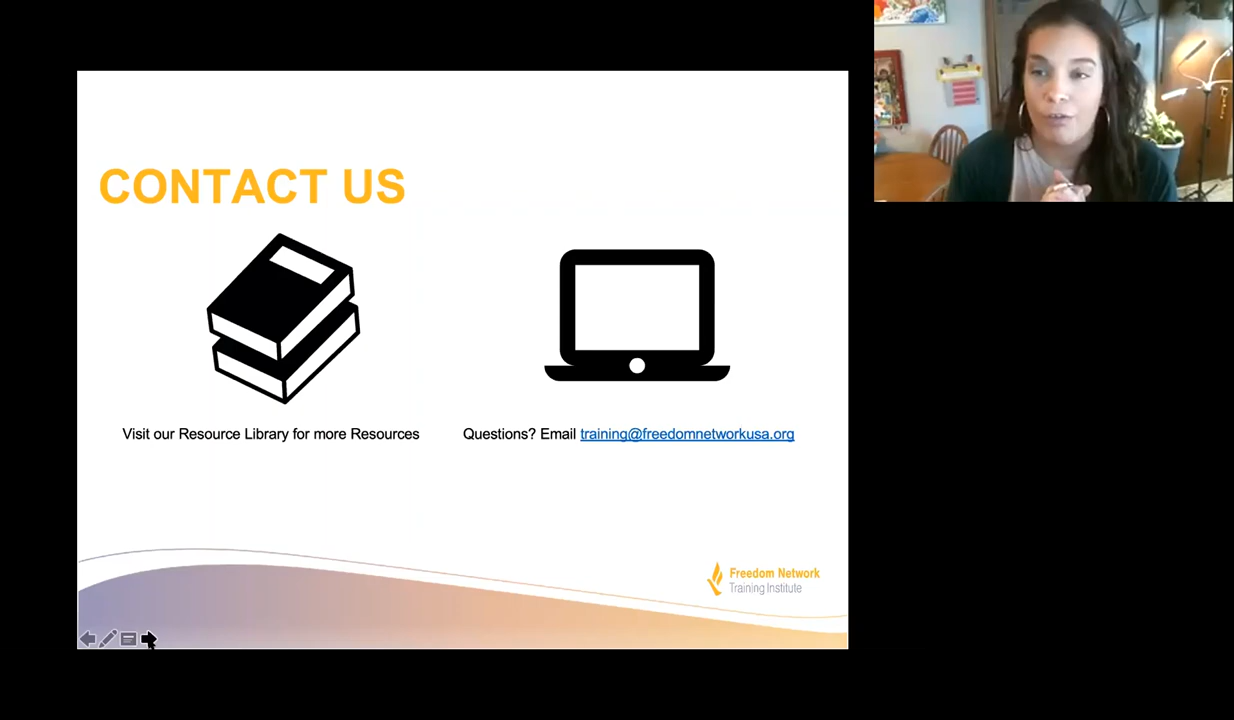 CONTACT US
Visit our Resource Library for more Resources
Questions? Email training@freedomnetworkusa.org
Freedom Network
Training Institute